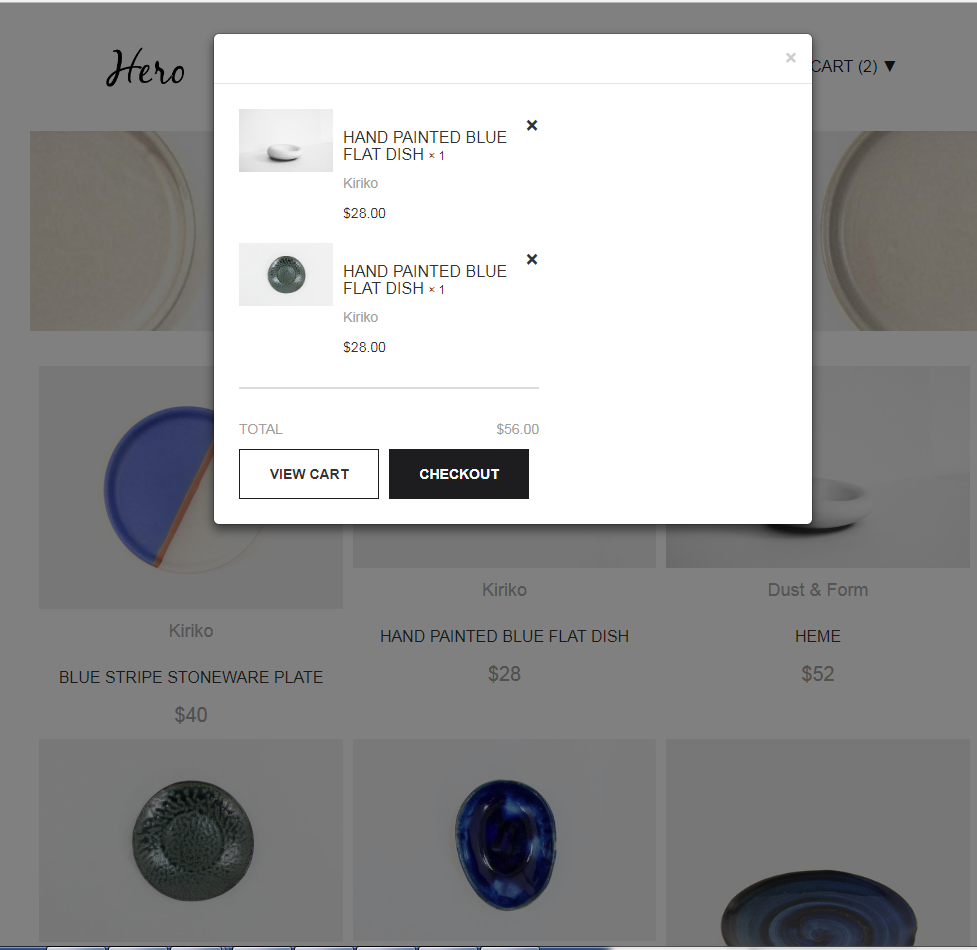 Hero
CART (2) ▼
×
HAND PAINTED BLUE
FLAT DISH × 1
×
Kiriko
$28.00
HAND PAINTED BLUE
FLAT DISH × 1
×
Kiriko
$28.00
TOTAL $56.00
VIEW CART CHECKOUT
Kiriko
BLUE STRIPE STONEWARE PLATE
$40
Kiriko
HAND PAINTED BLUE FLAT DISH
$28
Dust & Form
HEME
$52